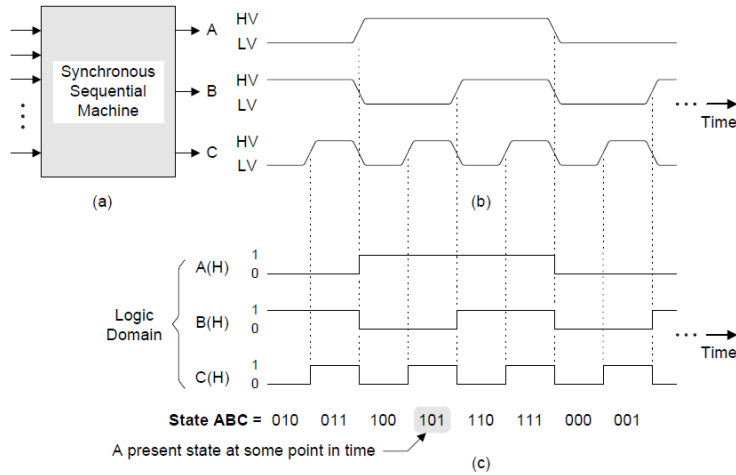 Synchronous
Sequential
Machine
A
B
C
(a)
HV
LV
HV
LV
HV
LV
Time
(b)
Logic
Domain
A(H)
1
0
B(H)
1
0
C(H)
1
0
Time
State ABC = 010 011 100 101 110 111 000 001
A present state at some point in time
(c)